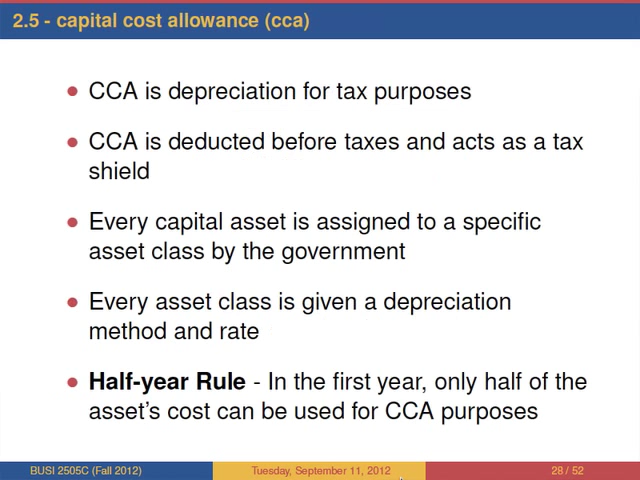 2.5 - capital cost allowance (cca)
• CCA is depreciation for tax purposes
• CCA is deducted before taxes and acts as a tax
shield
• Every capital asset is assigned to a specific
asset class by the government
• Every asset class is given a depreciation
method and rate
• Half-year Rule - In the first year, only half of the
asset's cost can be used for CCA purposes
BUSI 2505C (Fall 2012) Tuesday, September 11, 2012 28 / 52